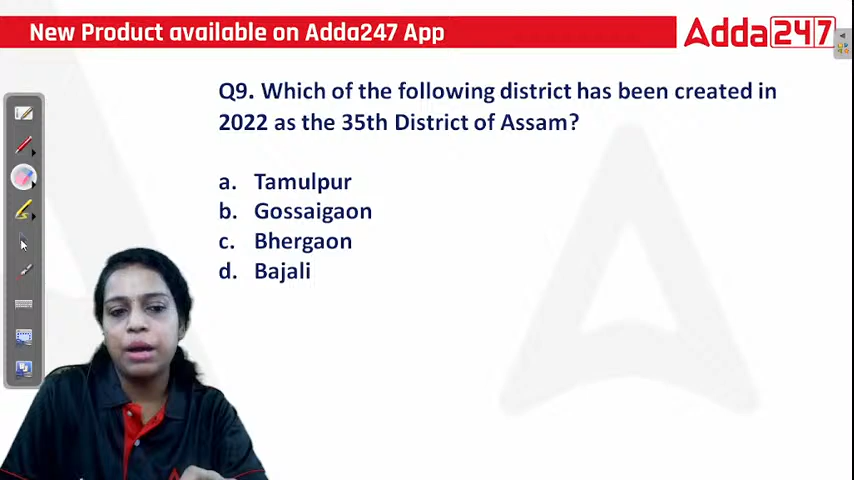 New Product available on Adda247 App
Adda247
Q9. Which of the following district has been created in
2022 as the 35th District of Assam?
a. Tamulpur
b. Gossaigaon
c. Bhergaon
d. Bajali